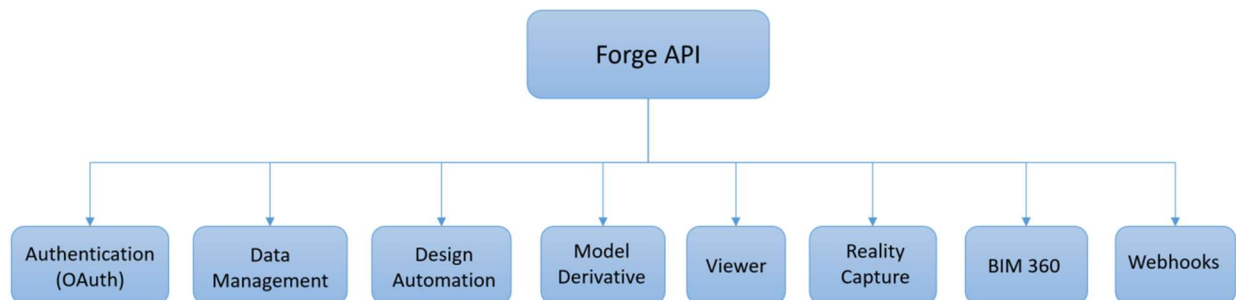 Forge API
Authentication
(OAuth)
Data
Management
Design
Automation
Model
Derivative
Viewer
Reality
Capture
BIM 360
Webhooks